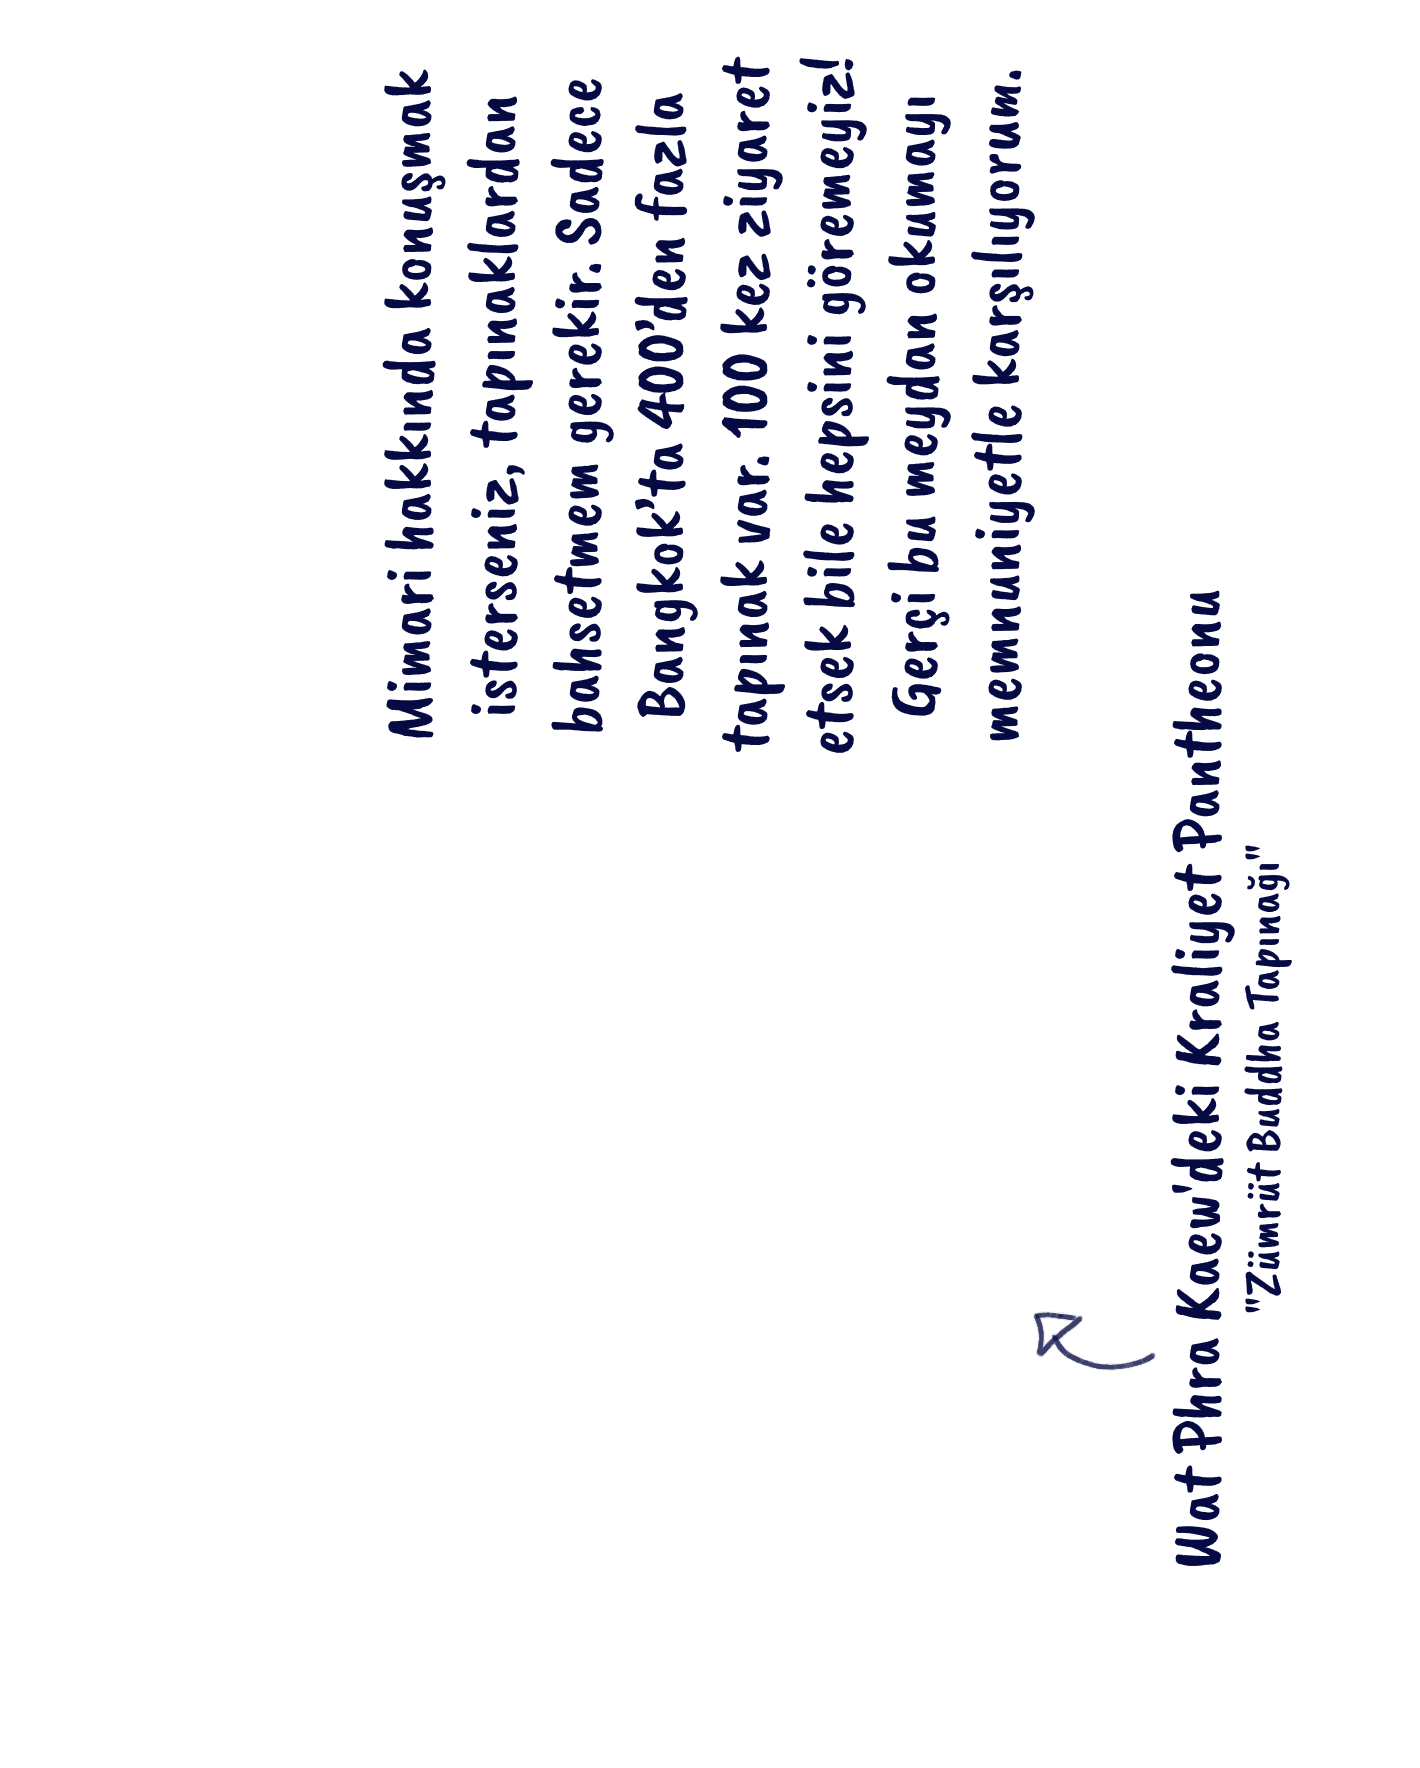 Mimari hakkında konuşmak
isterseniz, tapınaklardan
bahsetmem gerekir. Sadece
Bangkok'ta 400'den fazla
tapınak var. 100 kez ziyaret
etsek bile hepsini göremeyiz!
Gerçi bu meydan okumayı
memnuniyetle karşılıyorum.
Wat Phra Kaew'deki Kraliyet Pantheonu
"Zümrüt Buddha Tapınağı"